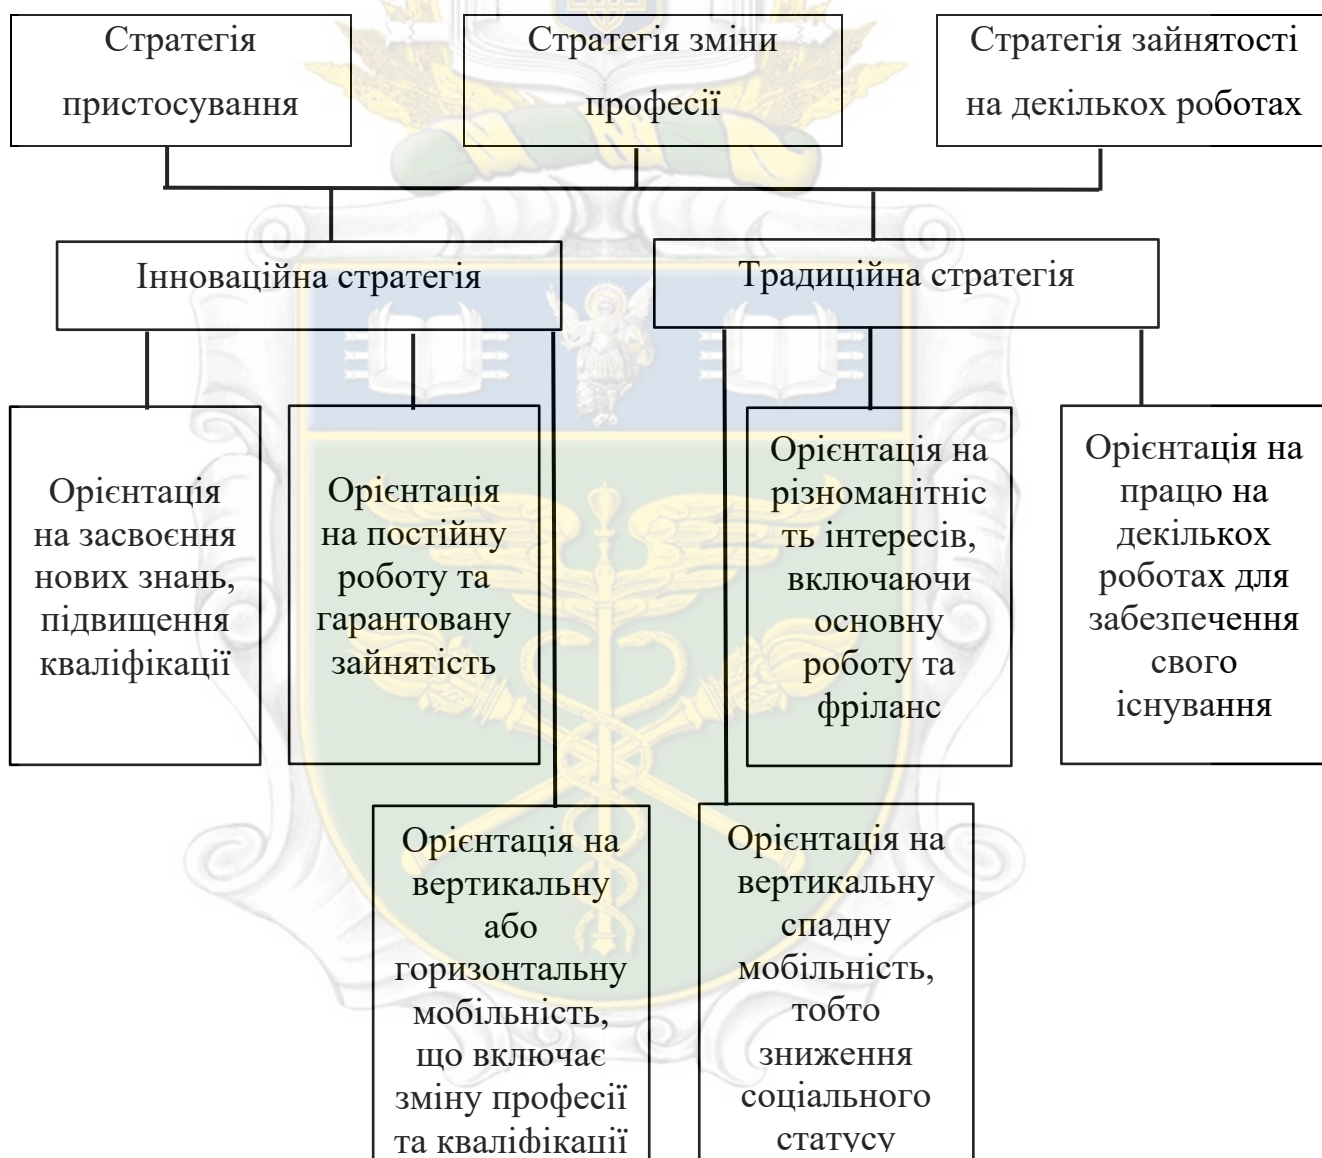 Стратегія
пристосування
Стратегія зміни
професії
Стратегія зайнятості
на декількох роботах
Інноваційна стратегія
Традиційна стратегія
Орієнтація
на засвоєння
нових знань,
підвищення
кваліфікації
Орієнтація
на постійну
роботу та
гарантовану
зайнятість
Орієнтація на
різноманітніс
ть інтересів,
включаючи
основну
роботу та
фріланс
Орієнтація на
працю на
декількох
роботах для
забезпечення
свого
існування
Орієнтація на
вертикальну
або
горизонтальну
мобільність,
що включає
зміну професії
та кваліфікації
Орієнтація на
вертикальну
спадну
мобільність,
тобто
зниження
соціального
статусу